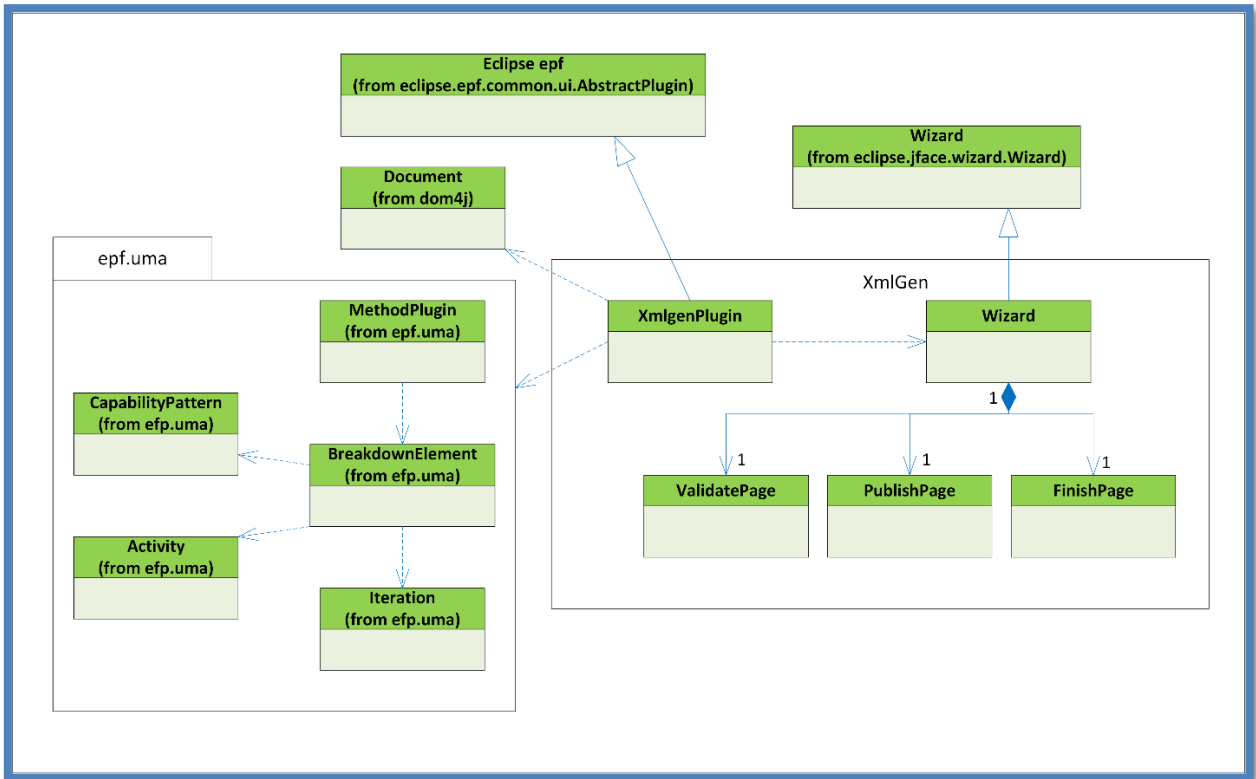 Eclipse epf
(from eclipse.epf.common.ui.AbstractPlugin)
Wizard
(from eclipse.jface.wizard.Wizard)
Document
(from dom4j)
epf.uma
XmlGen
MethodPlugin
(from epf.uma)
XmlgenPlugin
Wizard
CapabilityPattern
(from efp.uma)
1
BreakdownElement
(from efp.uma)
1
1
1
ValidatePage
PublishPage
FinishPage
Activity
(from efp.uma)
Iteration
(from efp.uma)